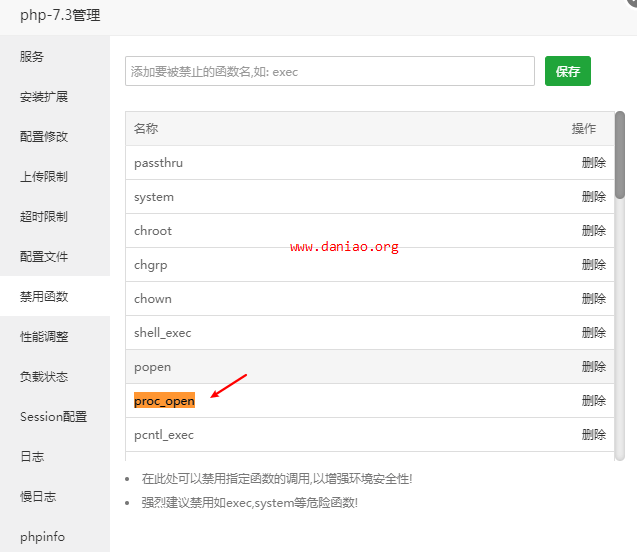 php-7.3管理
服务
安装扩展
配置修改
上传限制
超时限制
配置文件
禁用函数
性能调整
负载状态
Session配置
日志
慢日志
phpinfo
添加要被禁止的函数名,如: exec
保存
名称 操作
passthru 删除
system 删除
chroot 删除
www.daniao.org
chgrp 删除
chown 删除
shell_exec 删除
popen 删除
proc_open 删除
pcntl_exec 删除
在此处可以禁用指定函数的调用,以增强环境安全性!
强烈建议禁用如exec,system等危险函数!